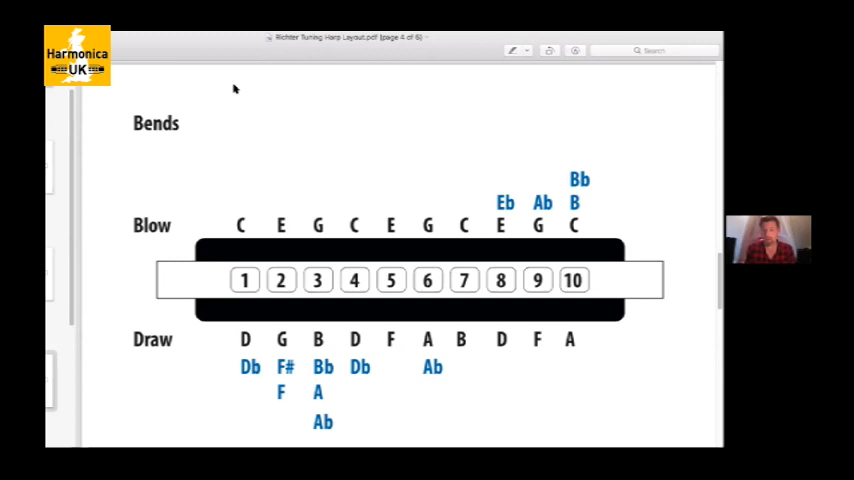 Richter Tuning Harp Layout.pdf (page 4 of 6)
Harmonica
UK
Search
Bends
Bb
Eb Ab B
Blow C E G C E G C E G C
1 2 3 4 5 6 7 8 9 10
Draw D G B D F A B D F A
Db F# Bb Db Ab
F A
Ab